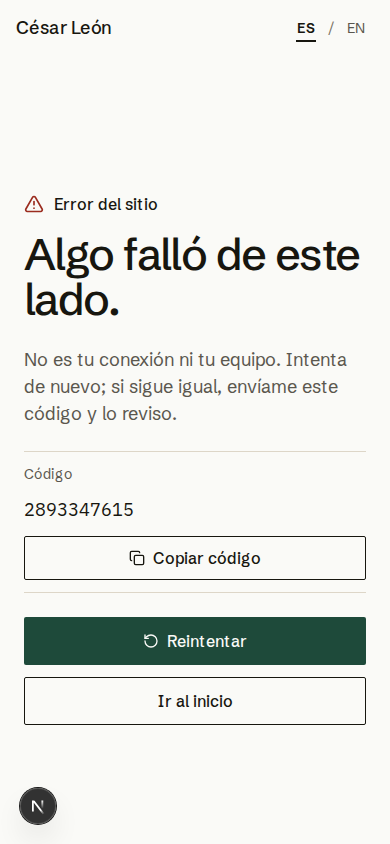 César León
ES / EN
Error del sitio
Algo falló de este
lado.
No es tu conexión ni tu equipo. Intenta
de nuevo; si sigue igual, envíame este
código y lo reviso.
Código
2893347615
Copiar código
Reintentar
Ir al inicio
N